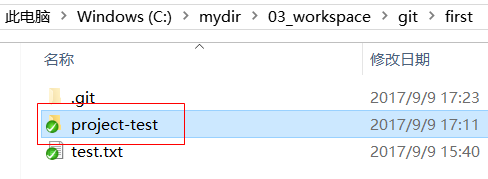 此电脑 › Windows (C:) › mydir › 03_workspace › git › first
名称 修改日期
.git 2017/9/9 17:23
project-test 2017/9/9 17:11
test.txt 2017/9/9 15:40